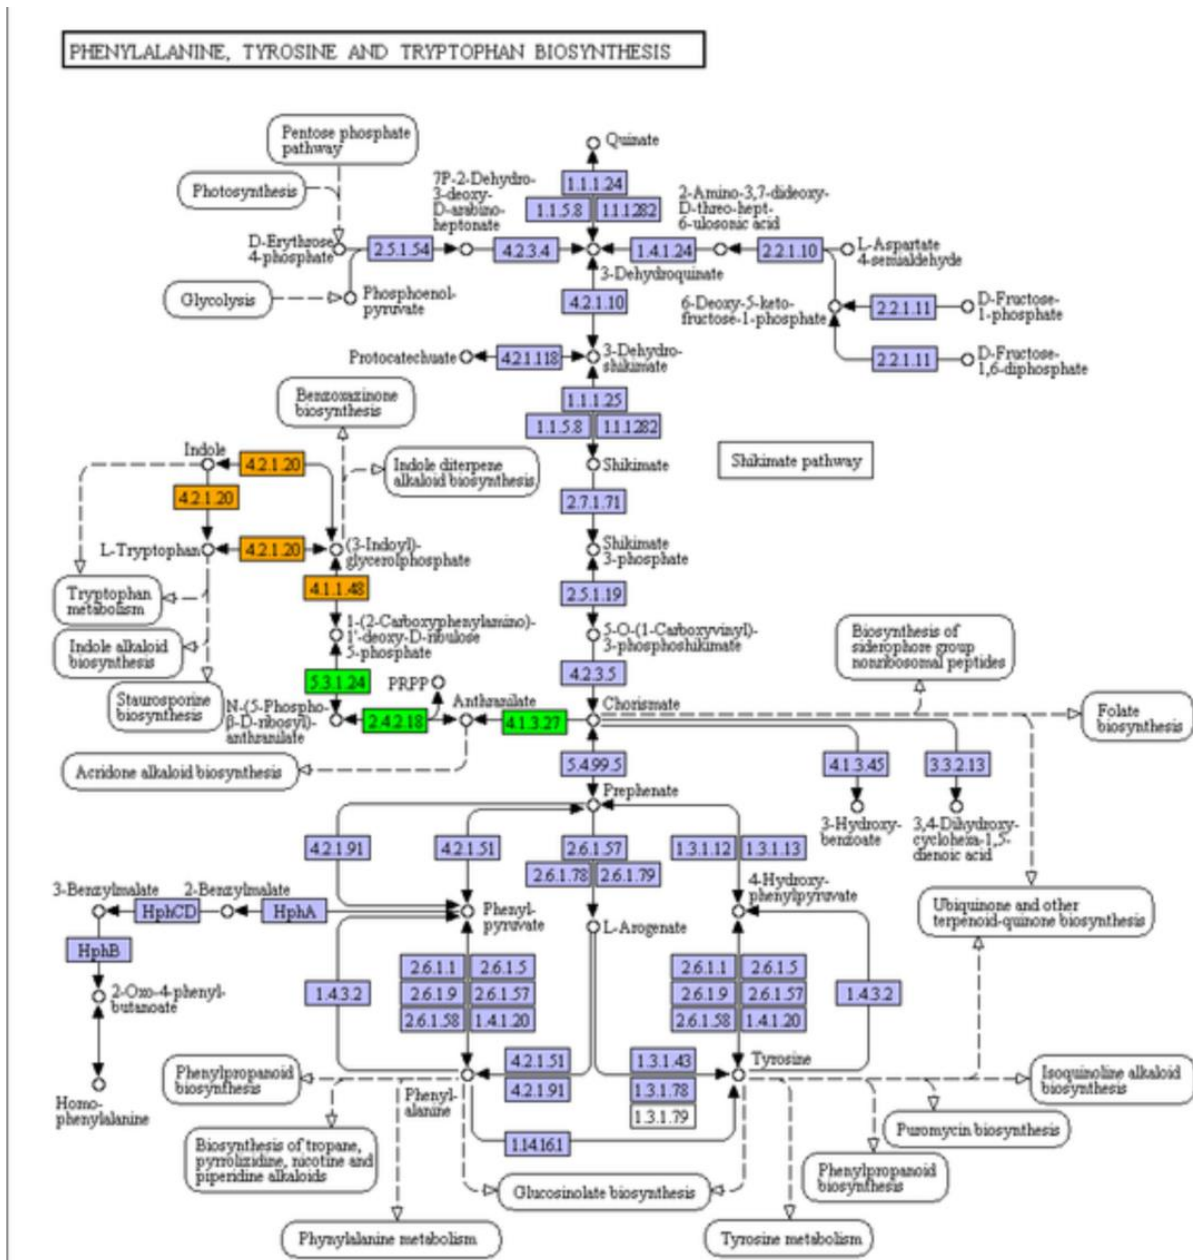 PHENYLALANINE, TYROSINE AND TRYPTOPHAN BIOSYNTHESIS
Pentose phosphate
pathway
Photosynthesis
Quinate
7P-2-Dehydro-
3-deoxy-
D-arabino-
heptonate
1.1.1.24
1.1.5.8
1.1.1.282
2-Amino-3,7-dideoxy-
D-threo-hept-
6-ulosonic acid
D-Erythrose
4-phosphate
2.5.1.54
4.2.3.4
1.4.1.24
2.2.1.10
L-Aspartate
4-semialdehyde
3-Dehydroquinate
Glycolysis
Phosphoenol-
pyruvate
4.2.1.10
6-Deoxy-5-keto-
fructose-1-phosphate
2.2.1.11
D-Fructose-
1-phosphate
Protocatechuate
4.2.1.118
3-Dehydro-
shikimate
2.2.1.11
D-Fructose-
1,6-diphosphate
Benzoxazinone
biosynthesis
1.1.1.25
1.1.5.8
1.1.1.282
Indole
4.2.1.20
Indole diterpene
alkaloid biosynthesis
Shikimate
Shikimate pathway
4.2.1.20
2.7.1.71
L-Tryptophan
4.2.1.20
(3-Indoyl)-
glycerolphosphate
Shikimate
3-phosphate
Tryptophan
metabolism
4.1.1.48
2.5.1.19
1-(2-Carboxyphenylamino)-
1'-deoxy-D-ribulose
5-phosphate
5-O-(1-Carboxyvinyl)-
3-phosphoshikimate
Biosynthesis of
siderophore group
nonribosomal peptides
Indole alkaloid
biosynthesis
5.3.1.24
PRPP
4.2.3.5
Staurosporine
biosynthesis
N-(5-Phospho-
β-D-ribosyl)-
anthranilate
2.4.2.18
Anthranilate
4.1.3.27
Chorismate
Folate
biosynthesis
Acridone alkaloid biosynthesis
5.4.99.5
4.1.3.45
3.3.2.13
Prephenate
3-Hydroxy-
benzoate
3,4-Dihydroxy-
cyclohexa-1,5-
dienoic acid
4.2.1.91
4.2.1.51
2.6.1.57
2.6.1.78
2.6.1.79
1.3.1.12
1.3.1.13
4-Hydroxy-
phenylpyruvate
3-Benzylmalate
2-Benzylmalate
HphCD
HphA
Phenyl-
pyruvate
L-Arogenate
Ubiquinone and other
terpenoid-quinone biosynthesis
HphB
2-Oxo-4-phenyl-
butanoate
1.4.3.2
2.6.1.1
2.6.1.5
2.6.1.9
2.6.1.57
2.6.1.58
1.4.1.20
2.6.1.1
2.6.1.5
2.6.1.9
2.6.1.57
2.6.1.58
1.4.1.20
1.4.3.2
Phenylpropanoid
biosynthesis
4.2.1.51
4.2.1.91
1.3.1.43
1.3.1.78
1.3.1.79
Tyrosine
Isoquinoline alkaloid
biosynthesis
Homo-
phenylalanine
Phenyl-
alanine
Biosynthesis of tropane,
pyrrolizidine, nicotine and
piperidine alkaloids
1.14.16.1
Puromycin biosynthesis
Phenylpropanoid
biosynthesis
Glucosinolate biosynthesis
Phynylalanine metabolism
Tyrosine metabolism